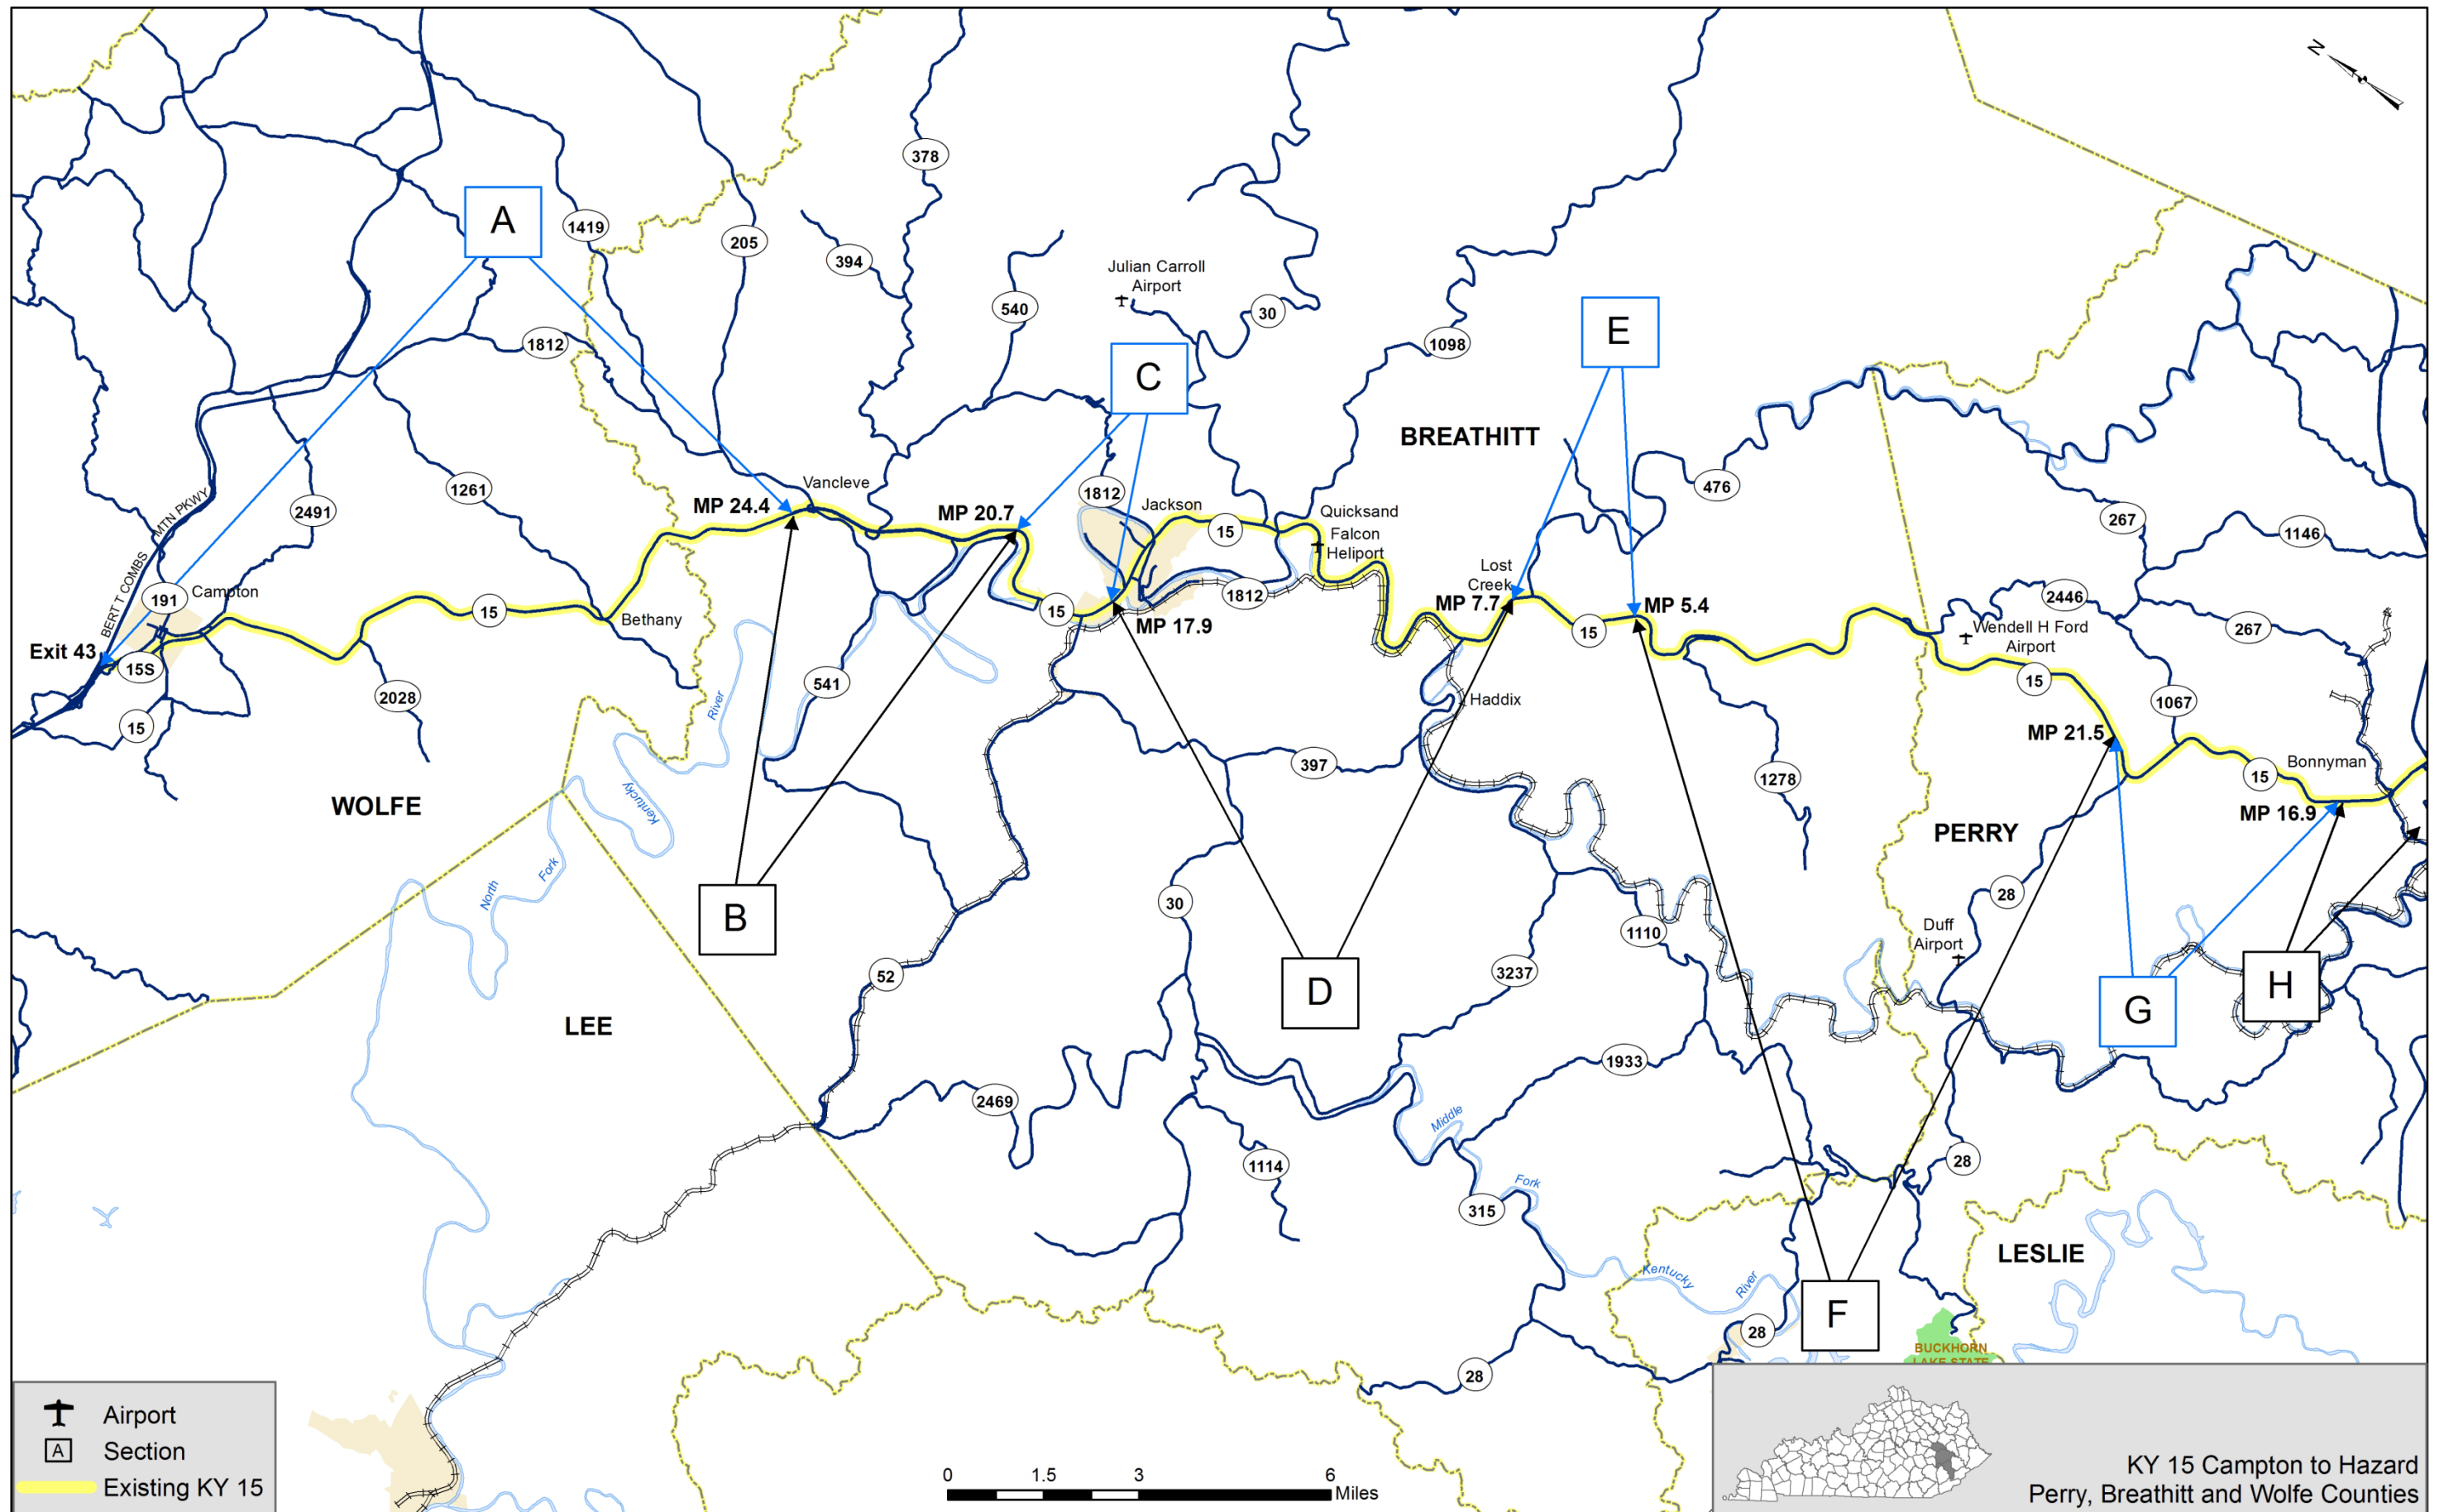 N
378
A
1419
205
394
Julian Carroll
Airport
540
30
1812
1098
E
C
BREATHITT
476
1261
2491
MTN PKWY
BERT T COMBS
Vancleve
MP 24.4
MP 20.7
1812
Jackson
15
Quicksand
Falcon
Heliport
267
1146
Lost
Creek
191
Campton
15
Bethany
15
MP 17.9
1812
MP 7.7
15
MP 5.4
2446
Wendell H Ford
Airport
267
Exit 43
15S
15
2028
541
River
Haddix
15
1067
MP 21.5
397
1278
15
Bonnyman
MP 16.9
WOLFE
Kentucky
PERRY
North
Fork
B
30
28
Duff
Airport
1110
52
3237
D
G
H
LEE
1933
2469
Middle
1114
Fork
315
28
LESLIE
Kentucky
River
F
28
28
BUCKHORN
LAKE STATE
Airport
A
Section
Existing KY 15
0
1.5
3
6
Miles
KY 15 Campton to Hazard
Perry, Breathitt and Wolfe Counties